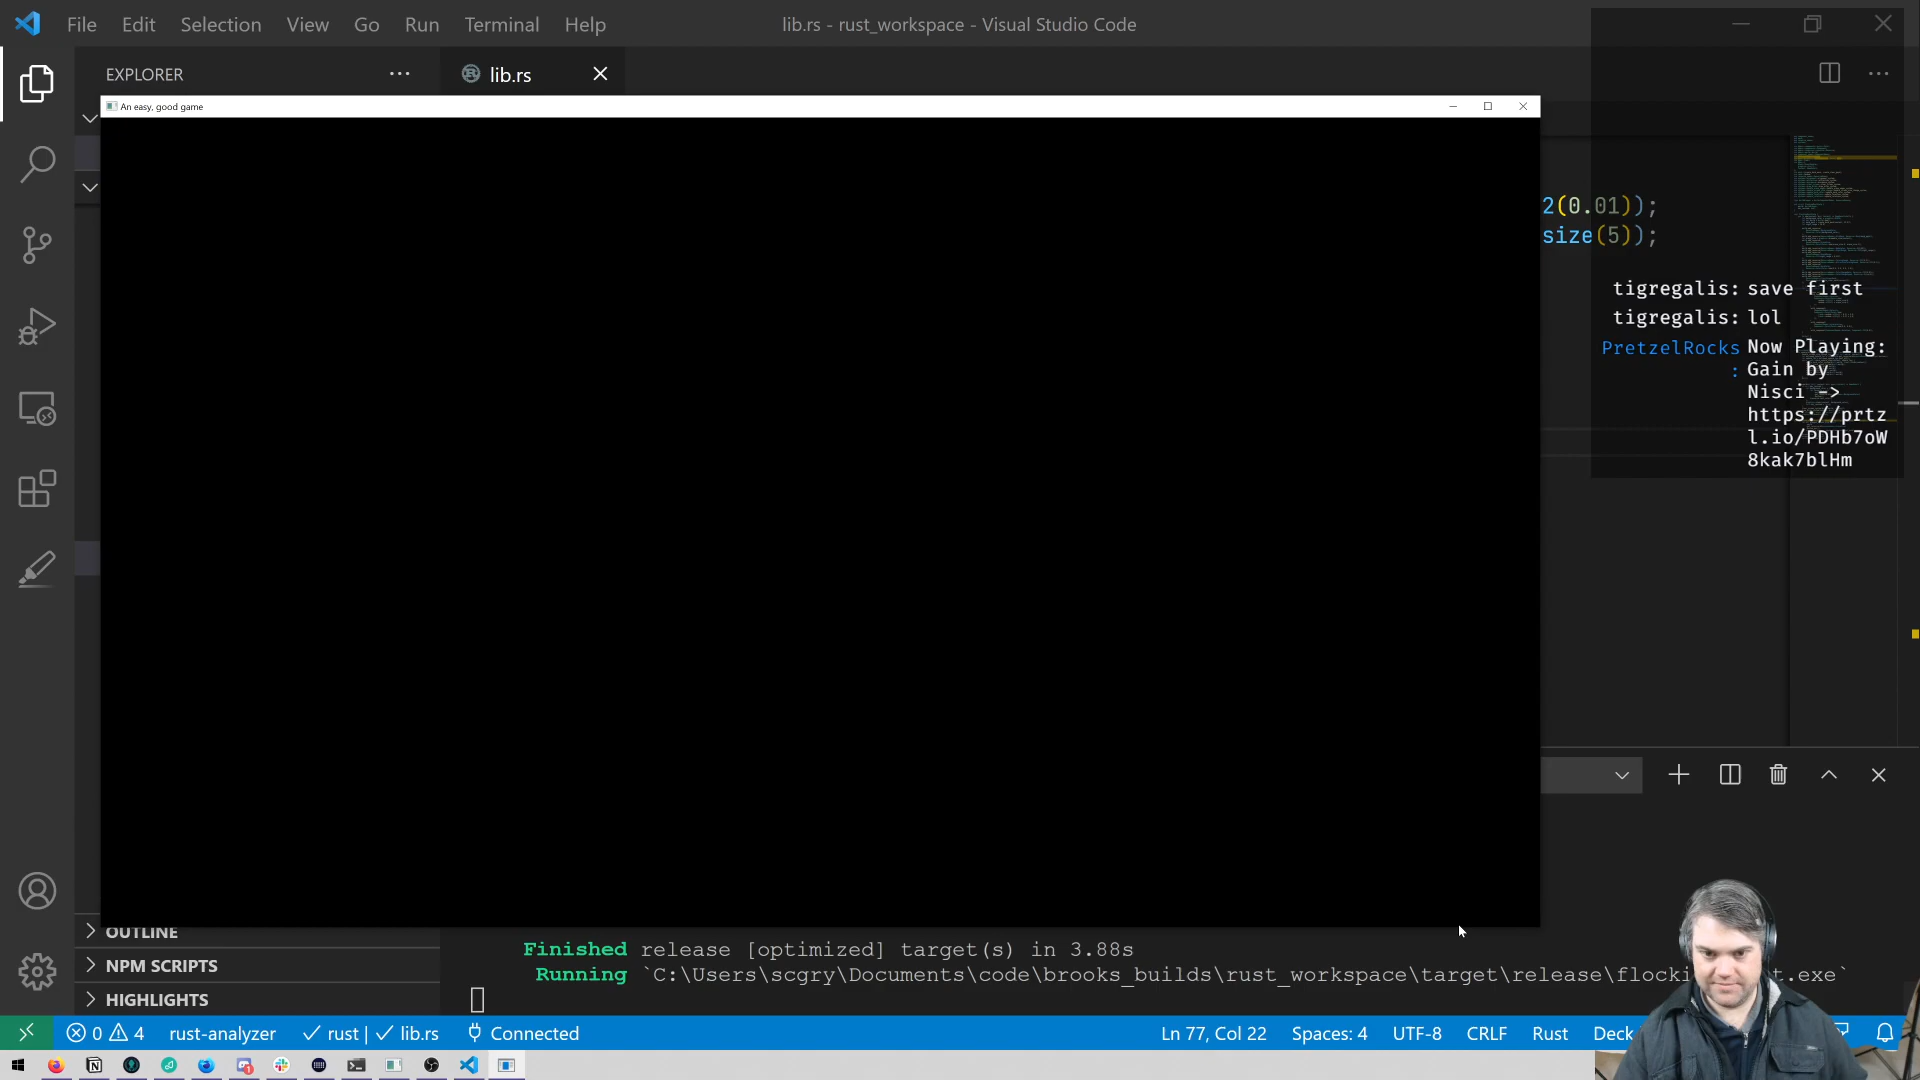 File Edit Selection View Go Run Terminal Help
lib.rs - rust_workspace - Visual Studio Code
EXPLORER
lib.rs
An easy, good game
2(0.01));
size(5));
tigregalis: save first
tigregalis: lol
PretzelRocks: Now Playing:
Gain by
Nisci ->
https://prtz
l.io/PDHb7oW
8kak7blHm
OUTLINE
NPM SCRIPTS
HIGHLIGHTS
Finished release [optimized] target(s) in 3.88s
Running `C:\Users\scgry\Documents\code\brooks_builds\rust_workspace\target\release\flocki t.exe`
0 4 rust-analyzer rust | lib.rs Connected
Ln 77, Col 22 Spaces: 4 UTF-8 CRLF Rust Deck